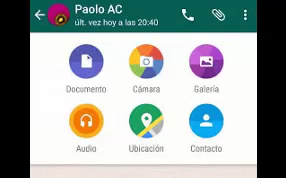 Paolo AC
últ. vez hoy a las 20:40
Documento Cámara Galería
Audio Ubicación Contacto